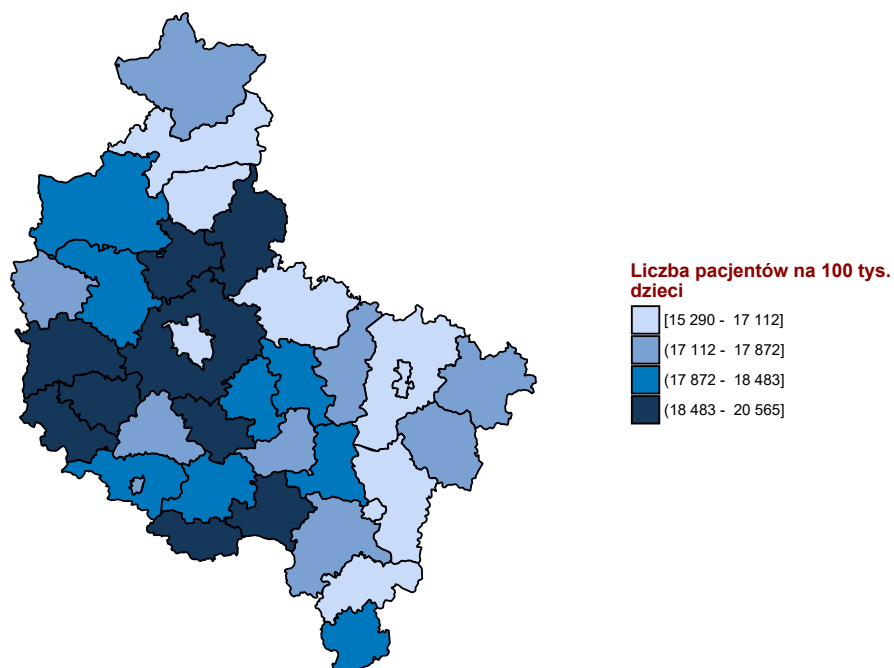 Liczba pacjentów na 100 tys.
dzieci
[15 290 - 17 112]
(17 112 - 17 872]
(17 872 - 18 483]
(18 483 - 20 565]